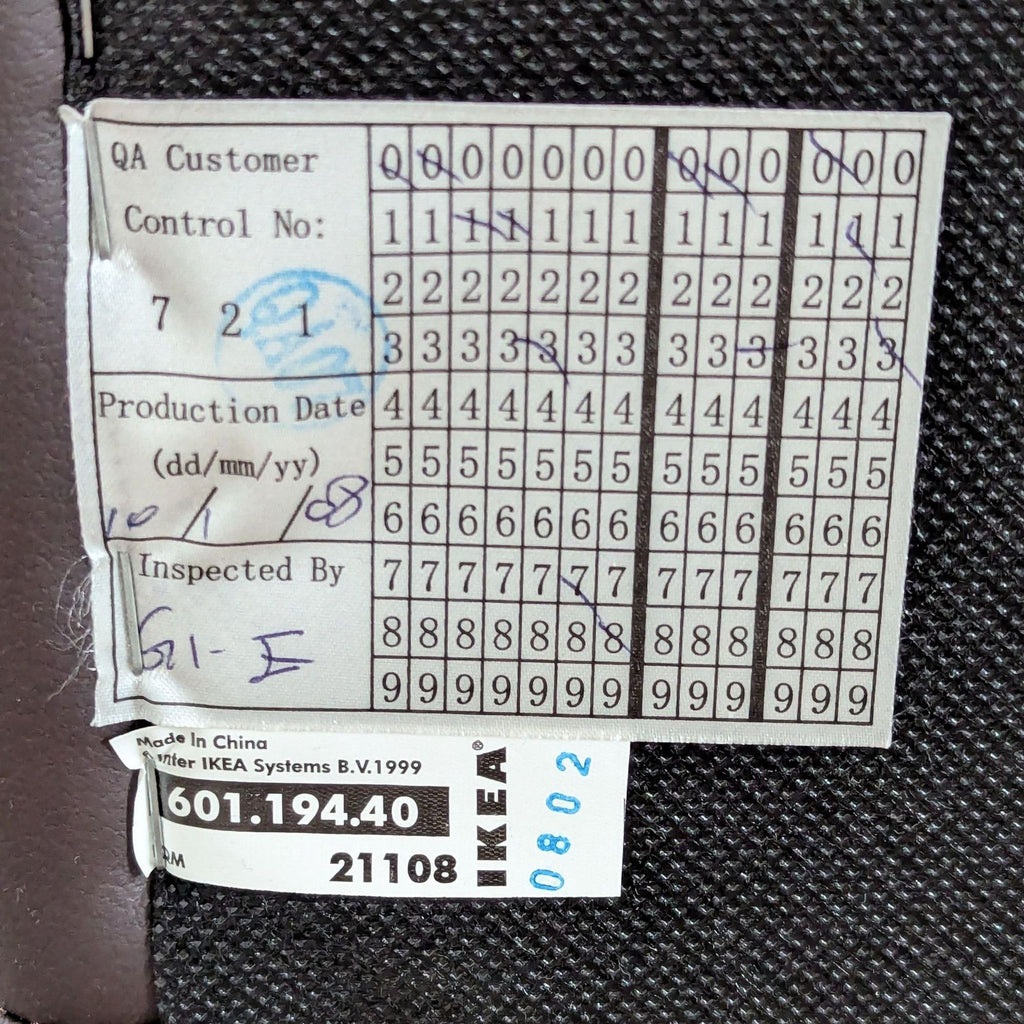 QA Customer
Control No:
7 2 1
Production Date
(dd/mm/yy)
10 / 1 / 08
Inspected By
0000000 000 000
1111111 111 111
2222222 222 222
3333333 333 333
4444444 444 444
5555555 555 555
6666666 666 666
7777777 777 777
8888888 888 888
9999999 999 999
Made In China
IKEA Systems B.V.1999
601.194.40
21108
IKEA®
0802